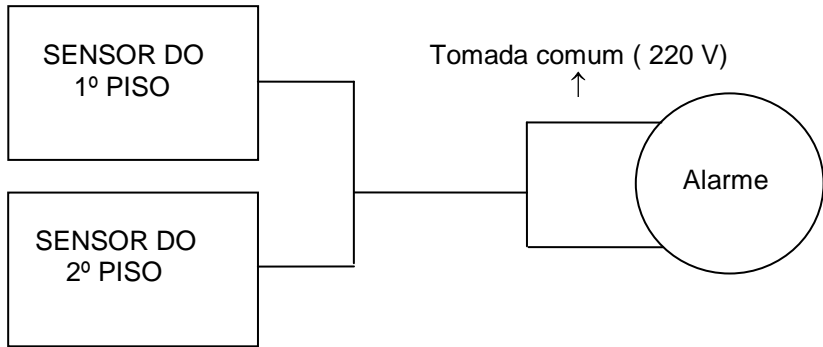 SENSOR DO
1º PISO
Tomada comum ( 220 V)
↑
Alarme
SENSOR DO
2º PISO